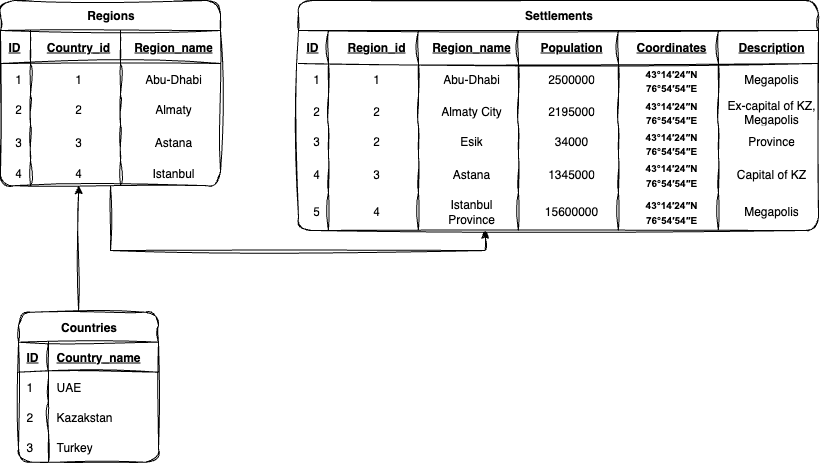 Regions
ID Country_id Region_name
1 1 Abu-Dhabi
2 2 Almaty
3 3 Astana
4 4 Istanbul
Settlements
ID Region_id Region_name Population Coordinates Description
1 1 Abu-Dhabi 2500000 43°14′24″N 76°54′54″E Megapolis
2 2 Almaty City 2195000 43°14′24″N 76°54′54″E Ex-capital of KZ, Megapolis
3 2 Esik 34000 43°14′24″N 76°54′54″E Province
4 3 Astana 1345000 43°14′24″N 76°54′54″E Capital of KZ
5 4 Istanbul Province 15600000 43°14′24″N 76°54′54″E Megapolis
Countries
ID Country_name
1 UAE
2 Kazakstan
3 Turkey